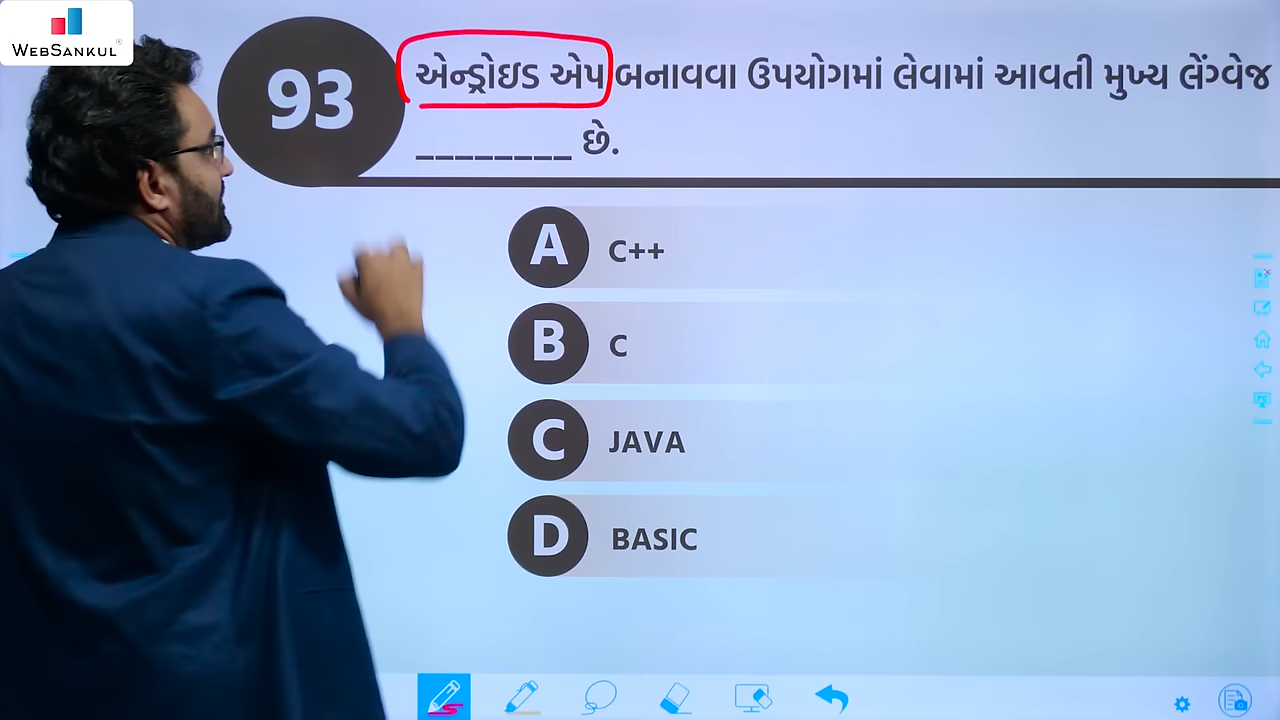 WEBSANKUL
93
એન્ડ્રોઇડ એપ બનાવવા ઉપયોગમાં લેવામાં આવતી મુખ્ય લેંગ્વેજ
________ છે.
A C++
B C
C JAVA
D BASIC